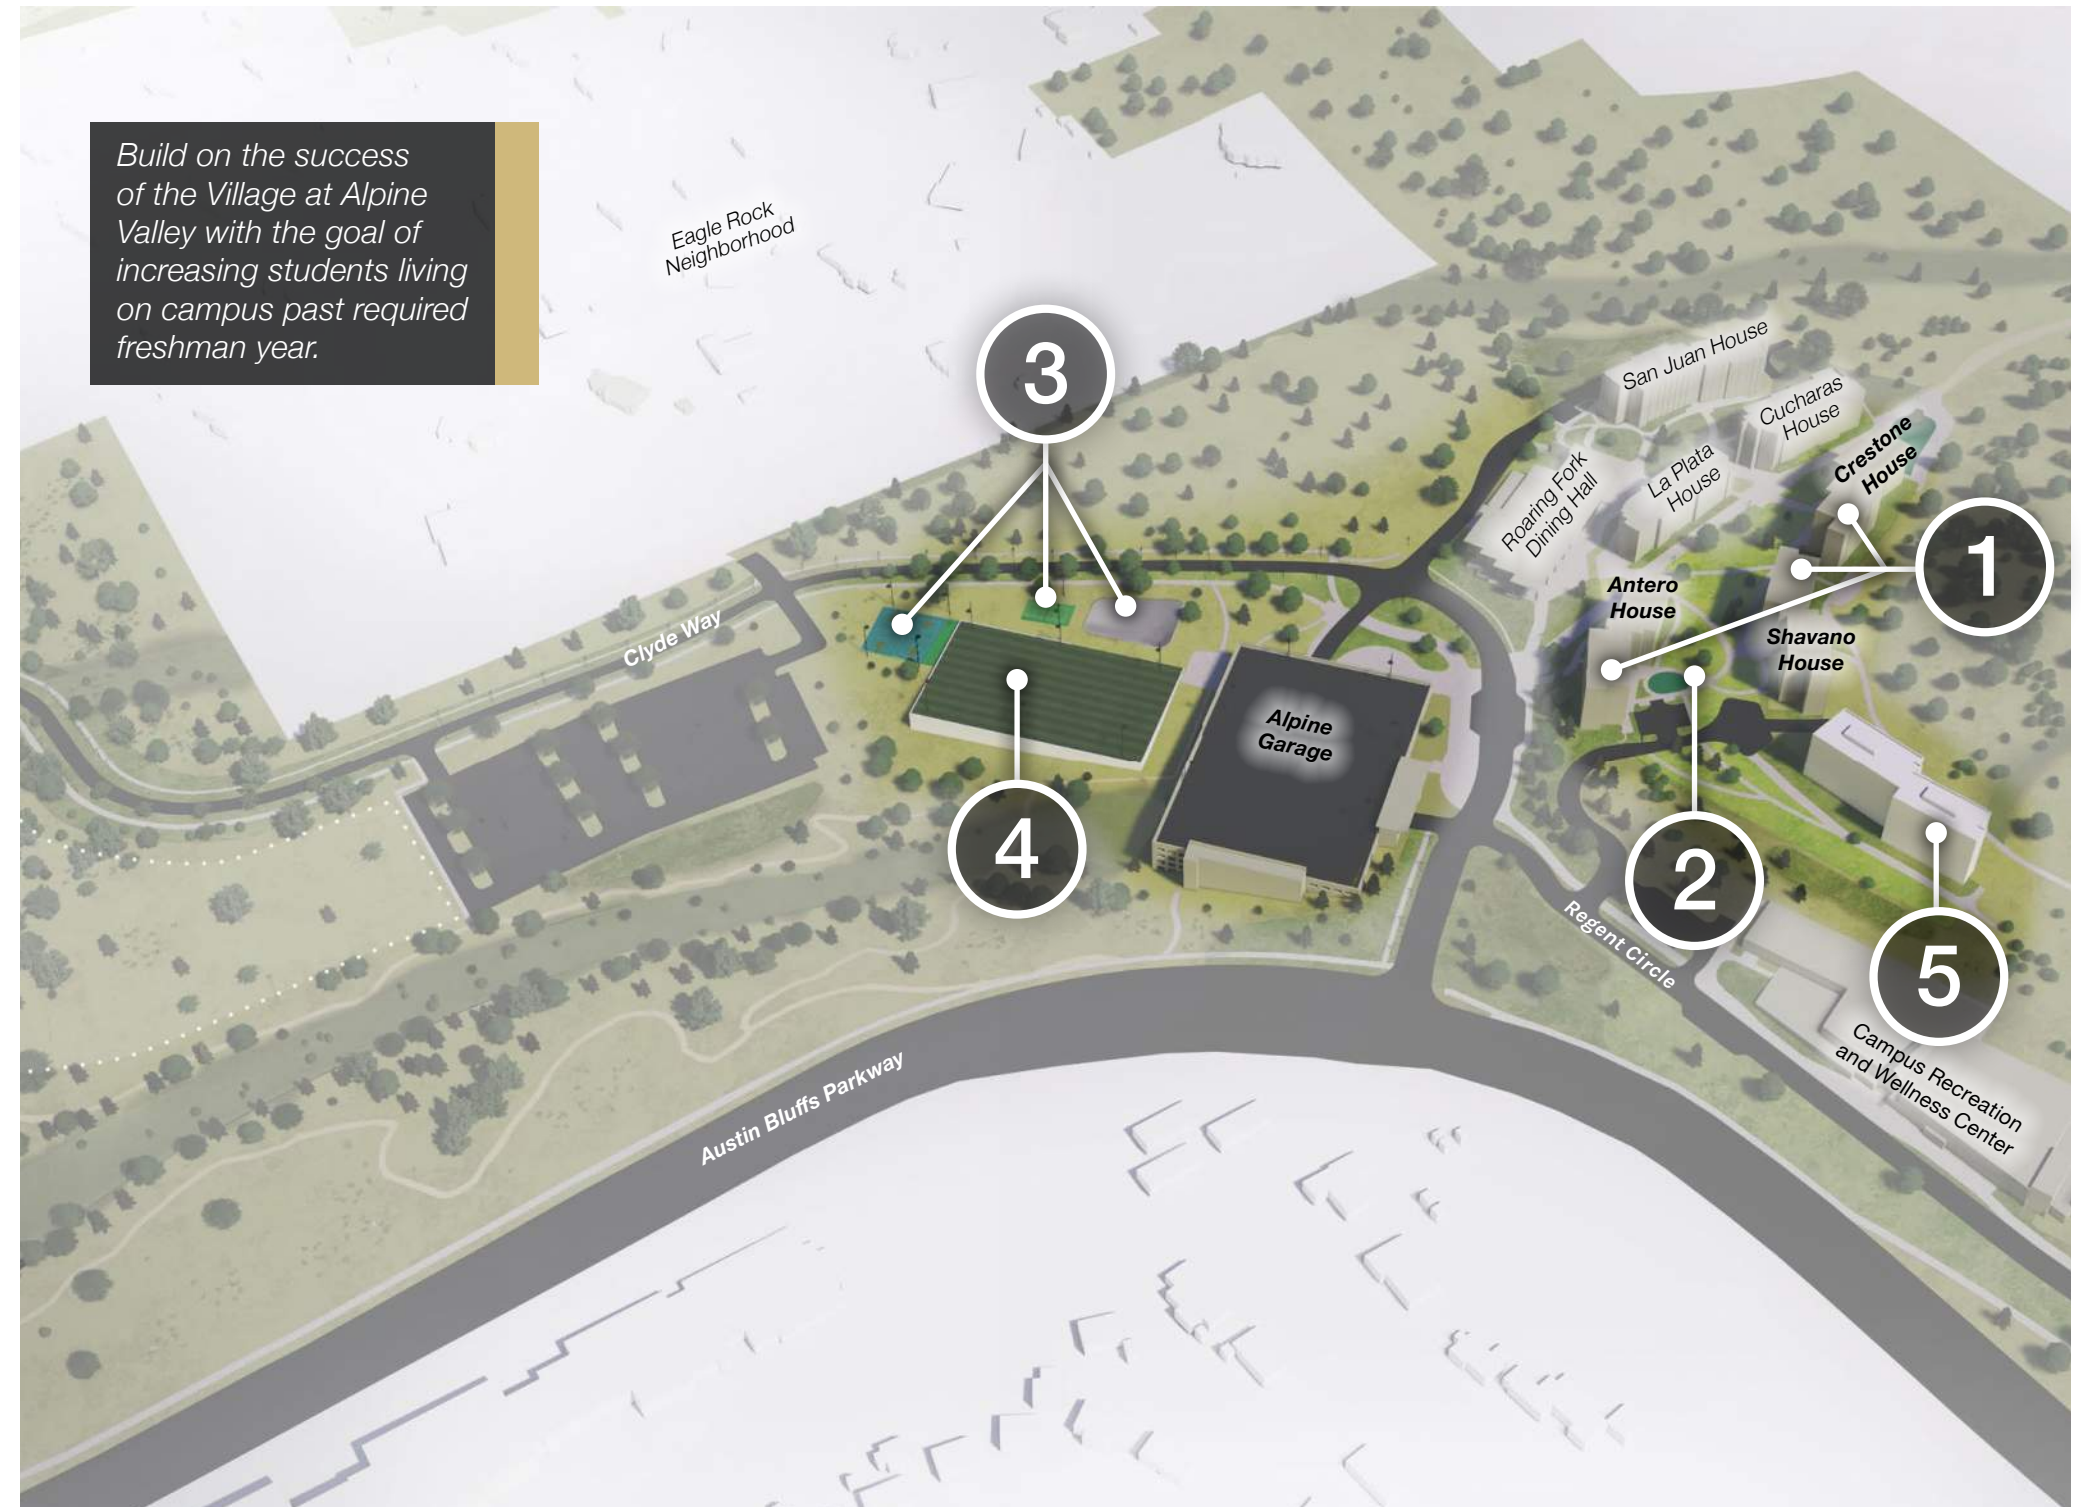 Build on the success
of the Village at Alpine
Valley with the goal of
increasing students living
on campus past required
freshman year.
Eagle Rock
Neighborhood
3
San Juan House
Cucharas
House
Crestone
House
La Plata
House
Roaring Fork
Dining Hall
1
Antero
House
Shavano
House
Clyde Way
Alpine
Garage
4
2
5
Regent Circle
Campus Recreation
and Wellness Center
Austin Bluffs Parkway